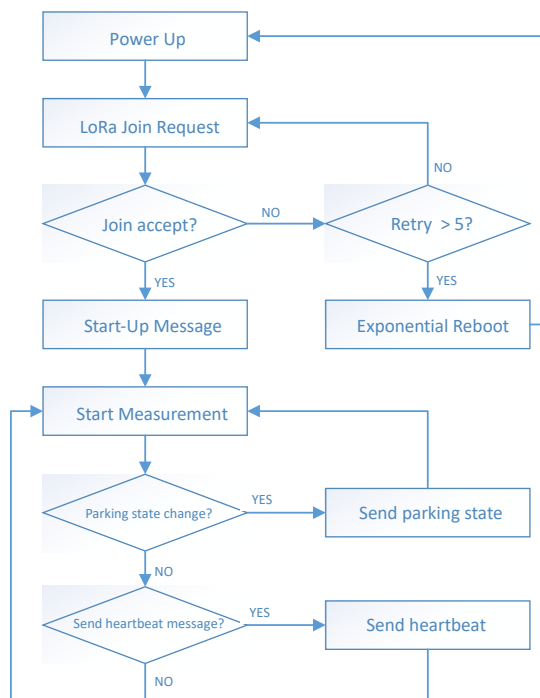 Power Up
LoRa Join Request
NO
Join accept?
NO
Retry > 5?
YES
YES
Start-Up Message
Exponential Reboot
Start Measurement
Parking state change?
YES
Send parking state
NO
Send heartbeat message?
YES
Send heartbeat
NO